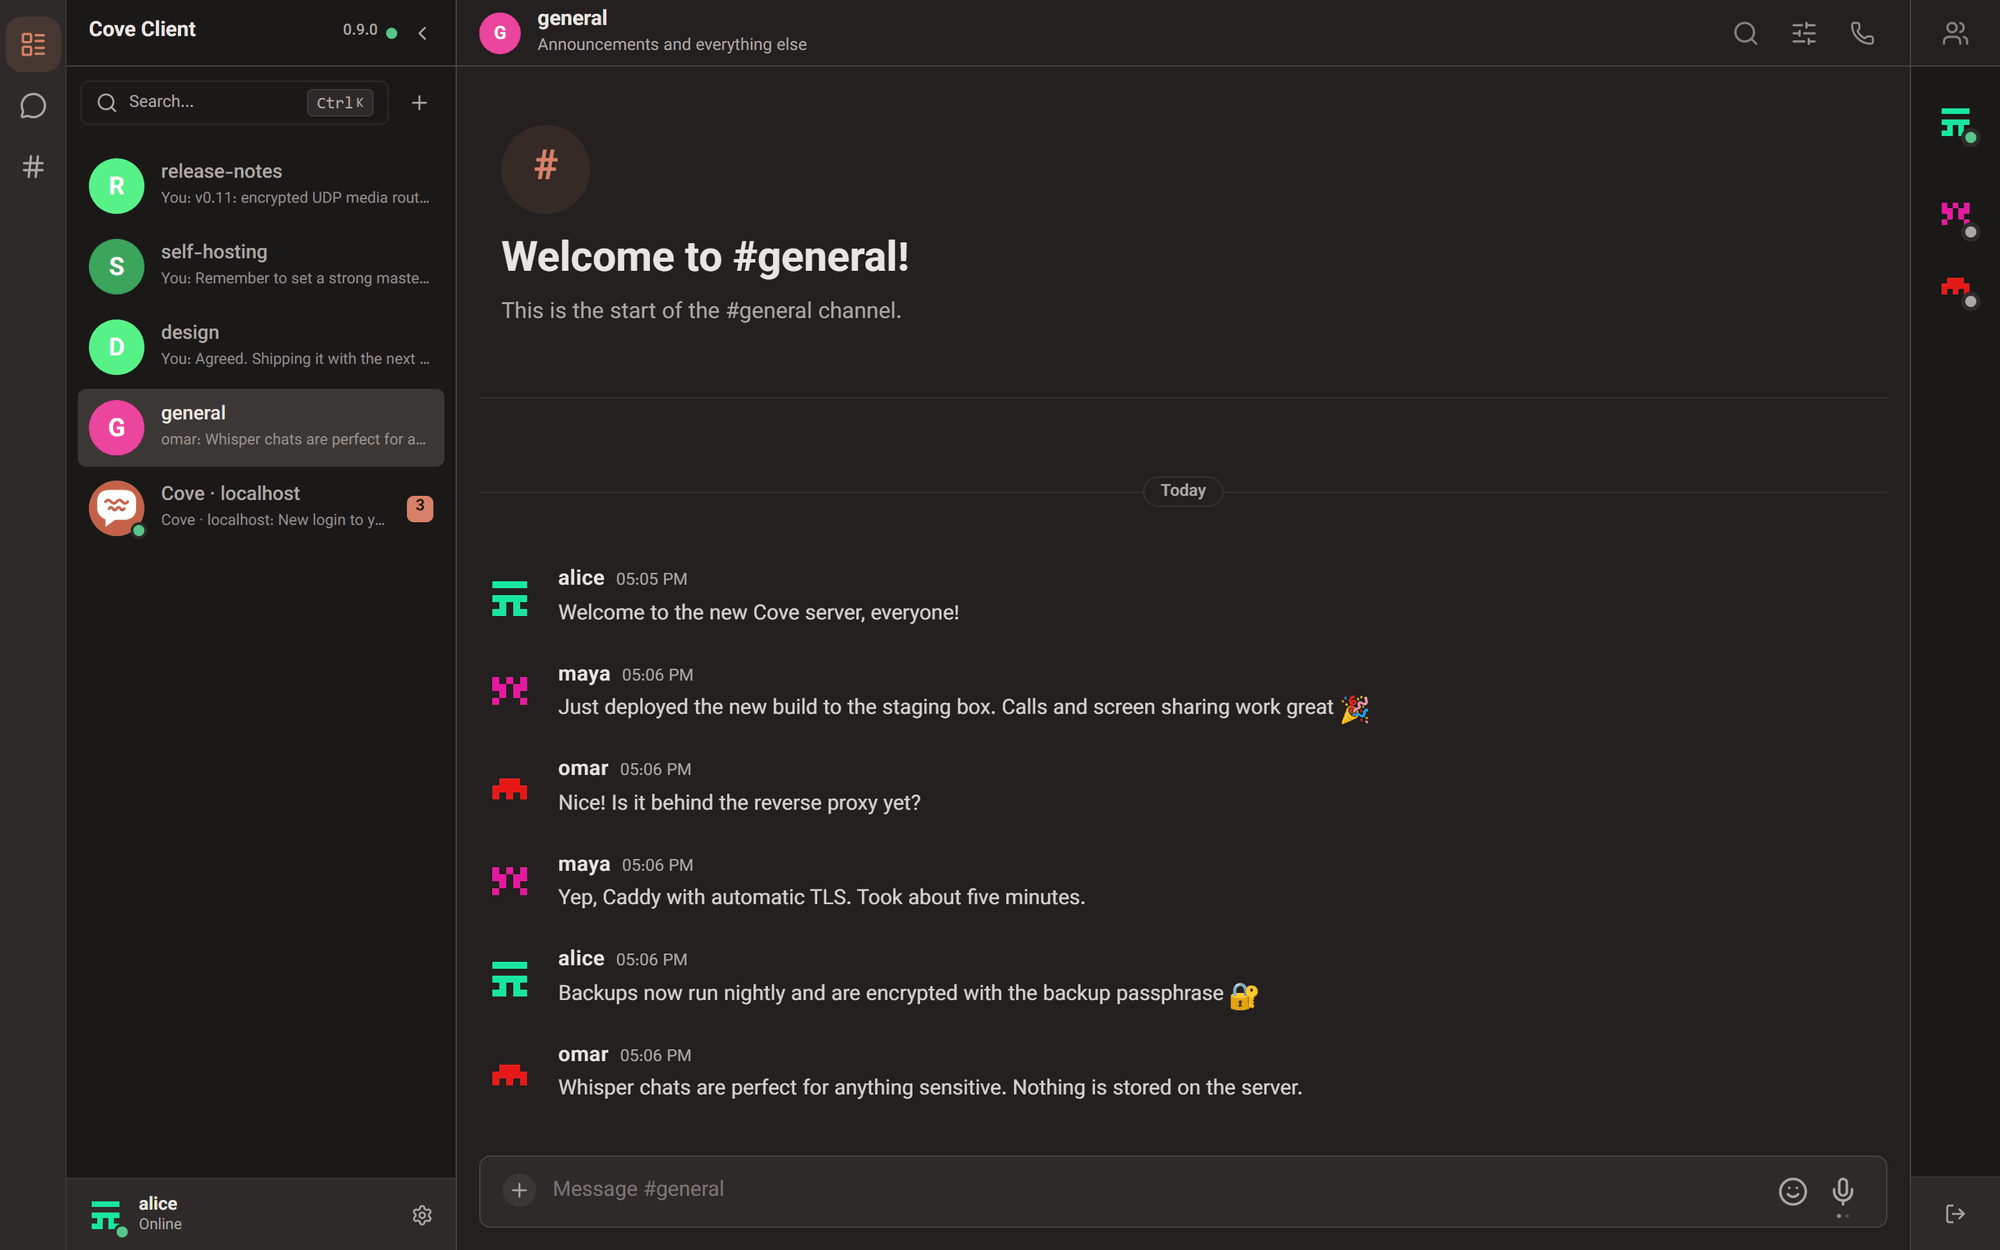 Cove Client
0.9.0
Search...
Ctrl K
R
release-notes
You: v0.11: encrypted UDP media rout...
S
self-hosting
You: Remember to set a strong maste...
D
design
You: Agreed. Shipping it with the next ...
G
general
omar: Whisper chats are perfect for a...
Cove · localhost
Cove · localhost: New login to y...
3
alice
Online
G
general
Announcements and everything else
#
Welcome to #general!
This is the start of the #general channel.
Today
alice 05:05 PM
Welcome to the new Cove server, everyone!
maya 05:06 PM
Just deployed the new build to the staging box. Calls and screen sharing work great 🎉
omar 05:06 PM
Nice! Is it behind the reverse proxy yet?
maya 05:06 PM
Yep, Caddy with automatic TLS. Took about five minutes.
alice 05:06 PM
Backups now run nightly and are encrypted with the backup passphrase 🔐
omar 05:06 PM
Whisper chats are perfect for anything sensitive. Nothing is stored on the server.
Message #general